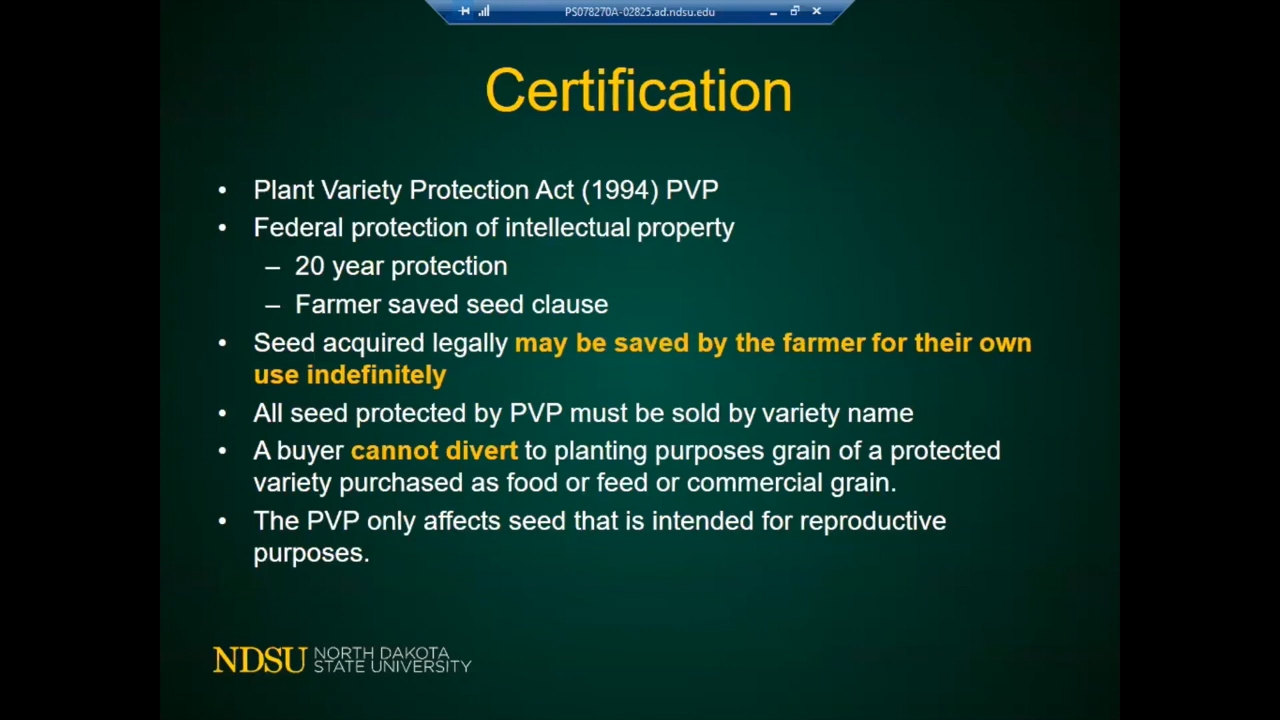 PS078270A-02825.ad.ndsu.edu
Certification
• Plant Variety Protection Act (1994) PVP
• Federal protection of intellectual property
– 20 year protection
– Farmer saved seed clause
• Seed acquired legally may be saved by the farmer for their own
use indefinitely
• All seed protected by PVP must be sold by variety name
• A buyer cannot divert to planting purposes grain of a protected
variety purchased as food or feed or commercial grain.
• The PVP only affects seed that is intended for reproductive
purposes.
NDSU NORTH DAKOTA
STATE UNIVERSITY